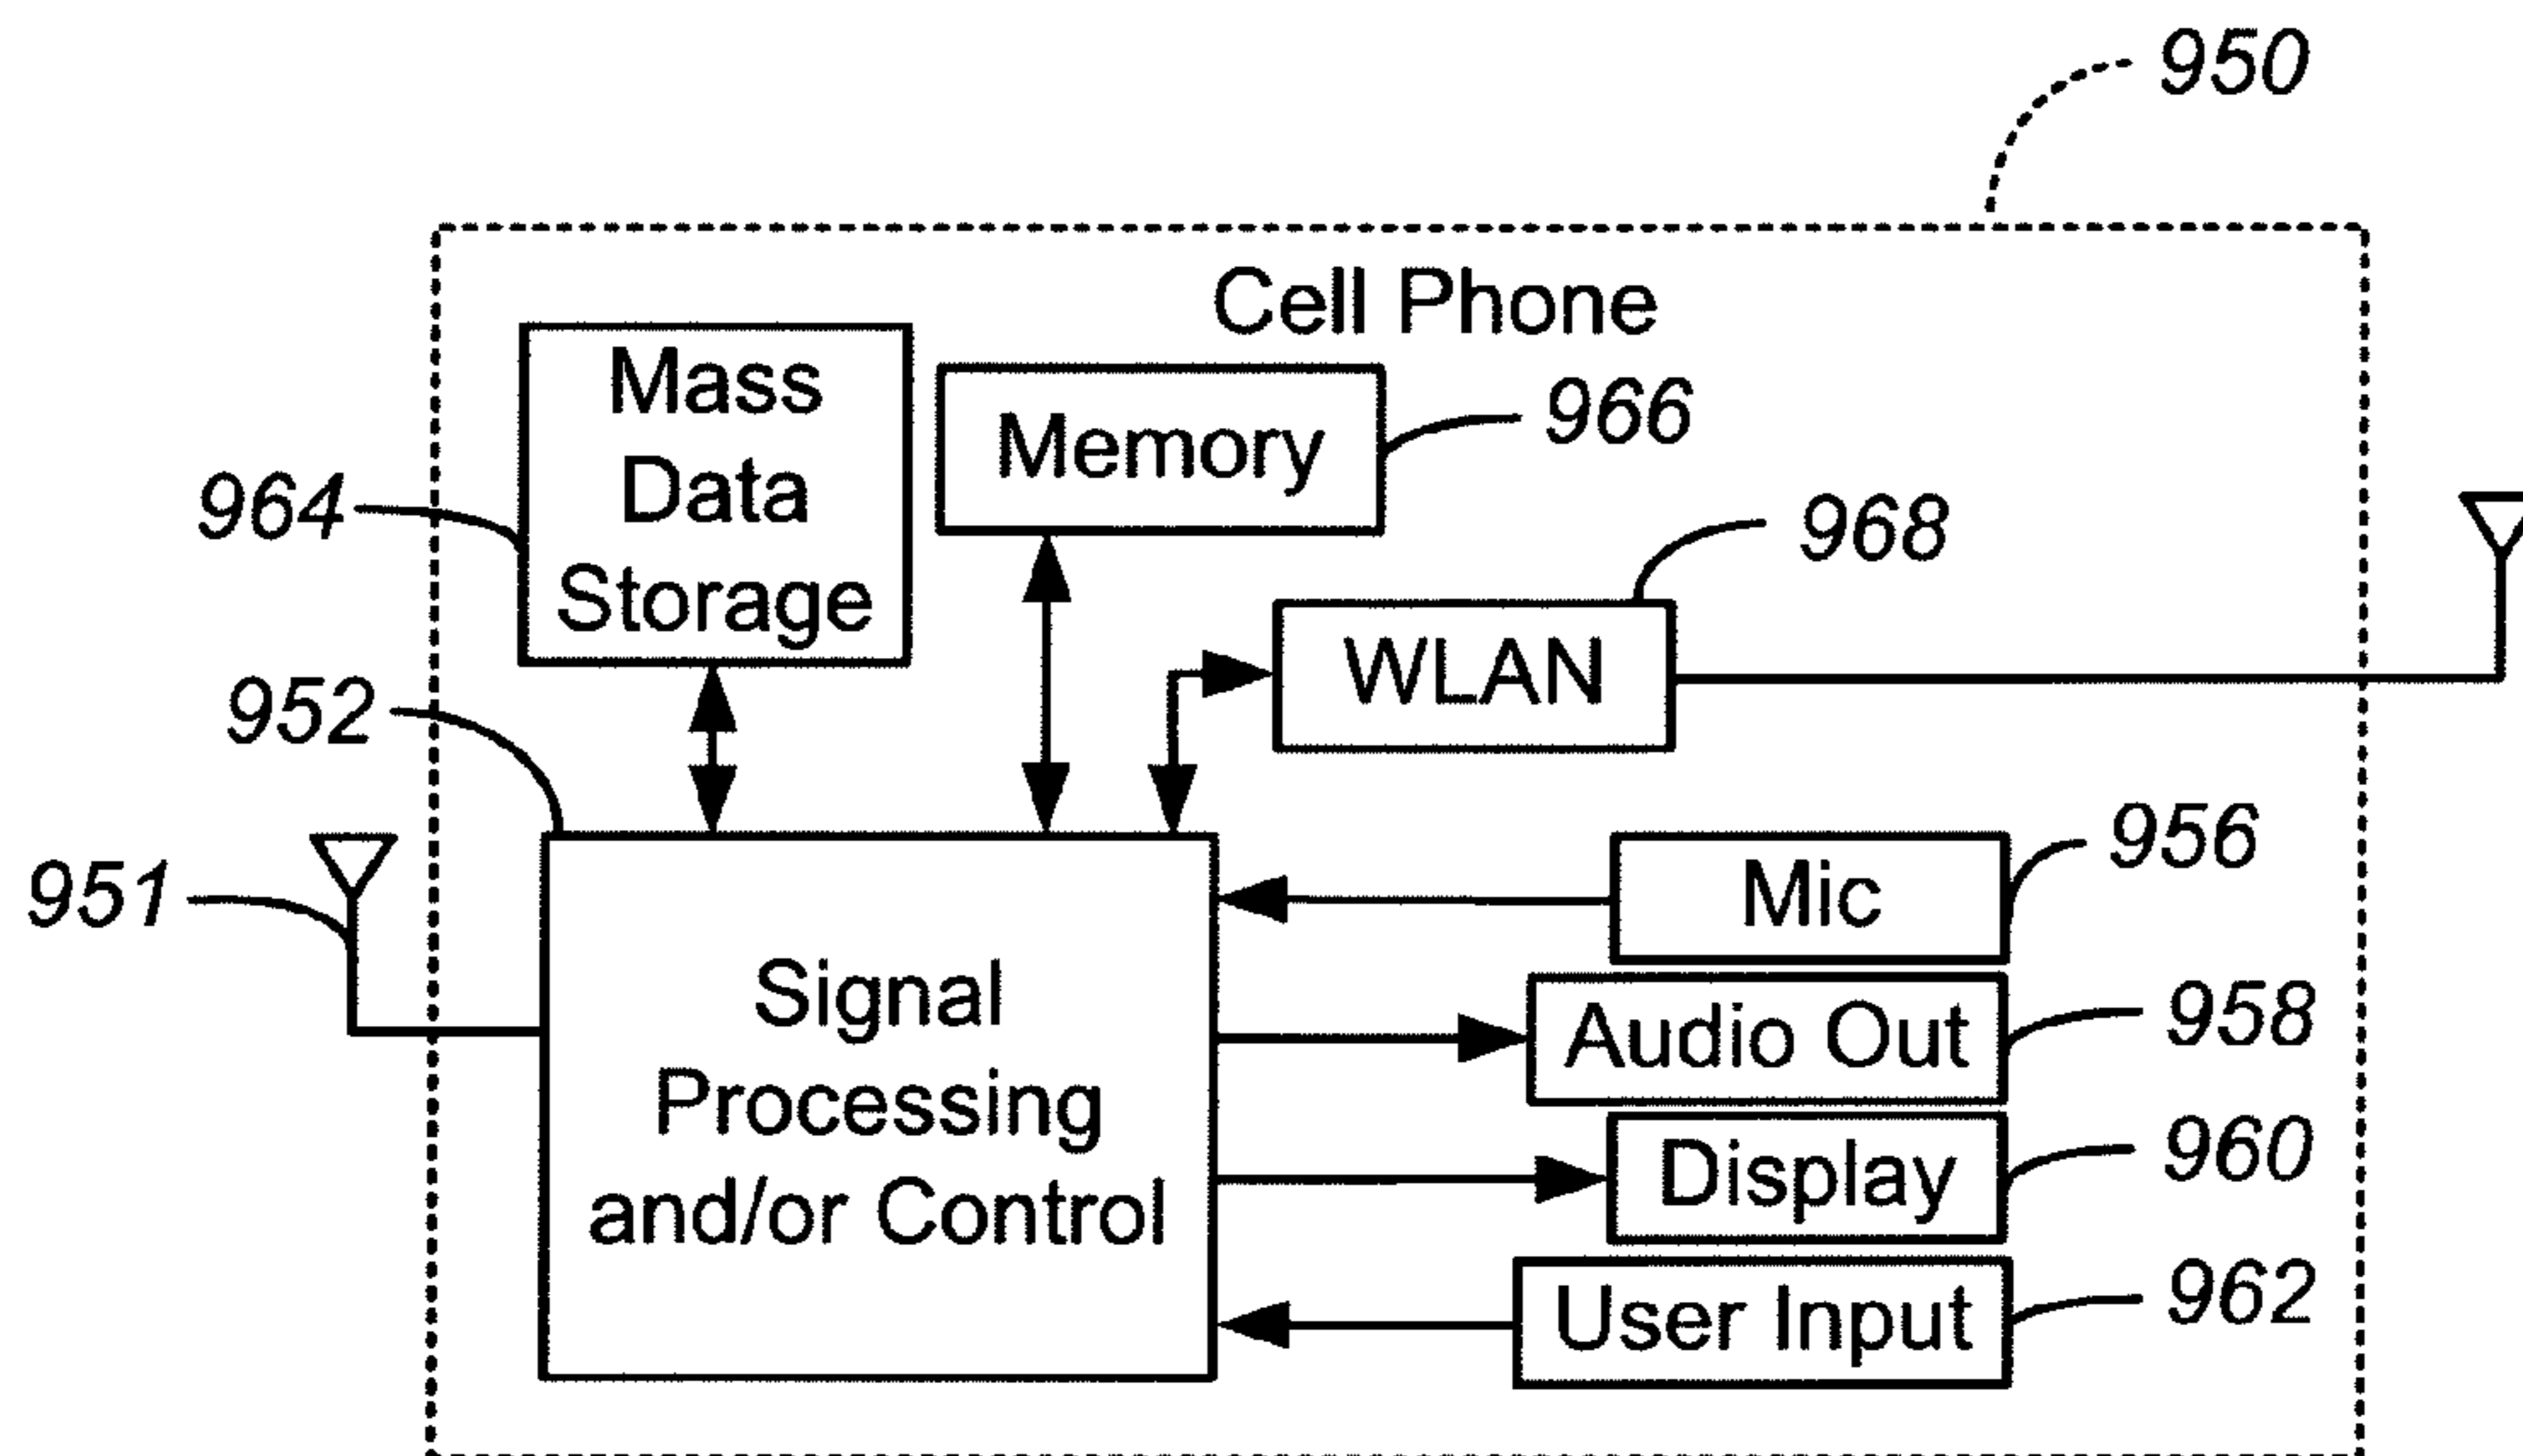 950
Cell Phone
Mass
Data
Storage
964
Memory
966
968
WLAN
952
951
Signal
Processing
and/or Control
Mic
956
Audio Out
958
Display
960
User Input
962